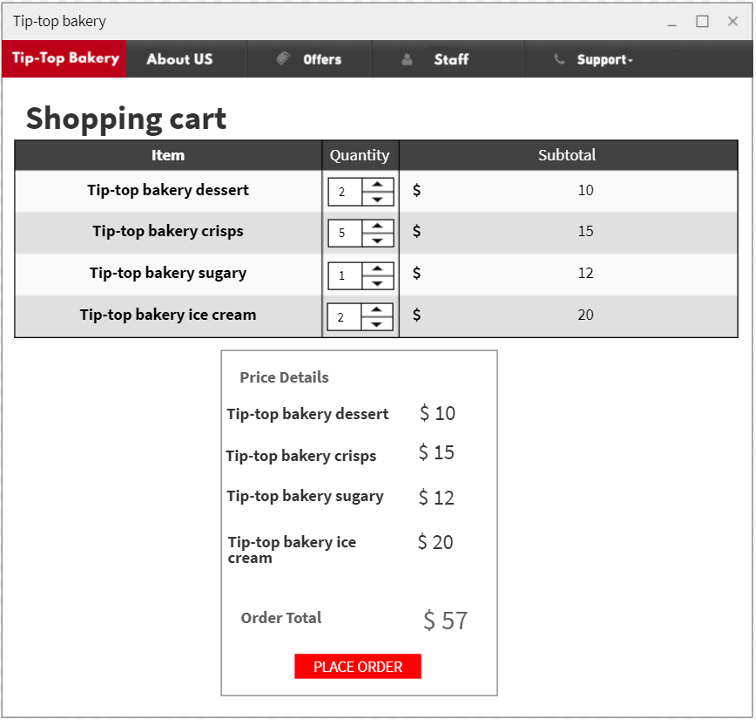 Tip-top bakery
Tip-Top Bakery About US Offers Staff Support
Shopping cart
Item Quantity Subtotal
Tip-top bakery dessert 2 $ 10
Tip-top bakery crisps 5 $ 15
Tip-top bakery sugary 1 $ 12
Tip-top bakery ice cream 2 $ 20
Price Details
Tip-top bakery dessert $ 10
Tip-top bakery crisps $ 15
Tip-top bakery sugary $ 12
Tip-top bakery ice $ 20
cream
Order Total $ 57
PLACE ORDER